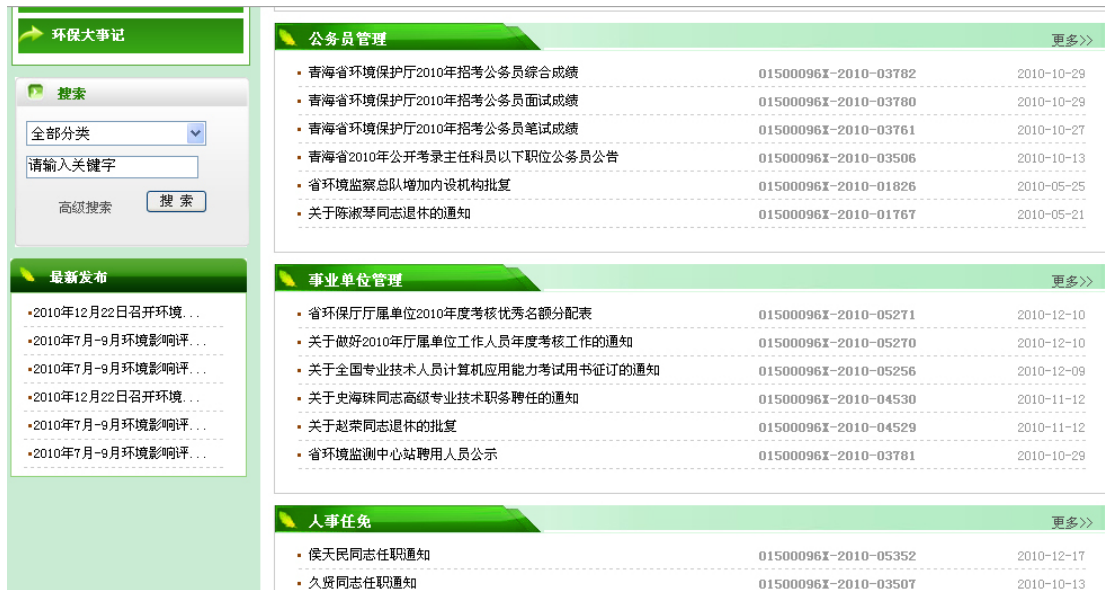 环保大事记
搜索
全部分类
请输入关键字
高级搜索 搜 索
最新发布
▪2010年12月22日召开环境...
▪2010年7月-9月环境影响评...
▪2010年7月-9月环境影响评...
▪2010年12月22日召开环境...
▪2010年7月-9月环境影响评...
▪2010年7月-9月环境影响评...
公务员管理 更多>>
▪ 青海省环境保护厅2010年招考公务员综合成绩 01500096X-2010-03782 2010-10-29
▪ 青海省环境保护厅2010年招考公务员面试成绩 01500096X-2010-03780 2010-10-29
▪ 青海省环境保护厅2010年招考公务员笔试成绩 01500096X-2010-03761 2010-10-27
▪ 青海省2010年公开考录主任科员以下职位公务员公告 01500096X-2010-03506 2010-10-13
▪ 省环境监察总队增加内设机构批复 01500096X-2010-01826 2010-05-25
▪ 关于陈淑琴同志退休的通知 01500096X-2010-01767 2010-05-21
事业单位管理 更多>>
▪ 省环保厅厅属单位2010年度考核优秀名额分配表 01500096X-2010-05271 2010-12-10
▪ 关于做好2010年厅属单位工作人员年度考核工作的通知 01500096X-2010-05270 2010-12-10
▪ 关于全国专业技术人员计算机应用能力考试用书征订的通知 01500096X-2010-05256 2010-12-09
▪ 关于史海珠同志高级专业技术职务聘任的通知 01500096X-2010-04530 2010-11-12
▪ 关于赵荣同志退休的批复 01500096X-2010-04529 2010-11-12
▪ 省环境监测中心站聘用人员公示 01500096X-2010-03781 2010-10-29
人事任免 更多>>
▪ 侯天民同志任职通知 01500096X-2010-05352 2010-12-17
▪ 久贤同志任职通知 01500096X-2010-03507 2010-10-13